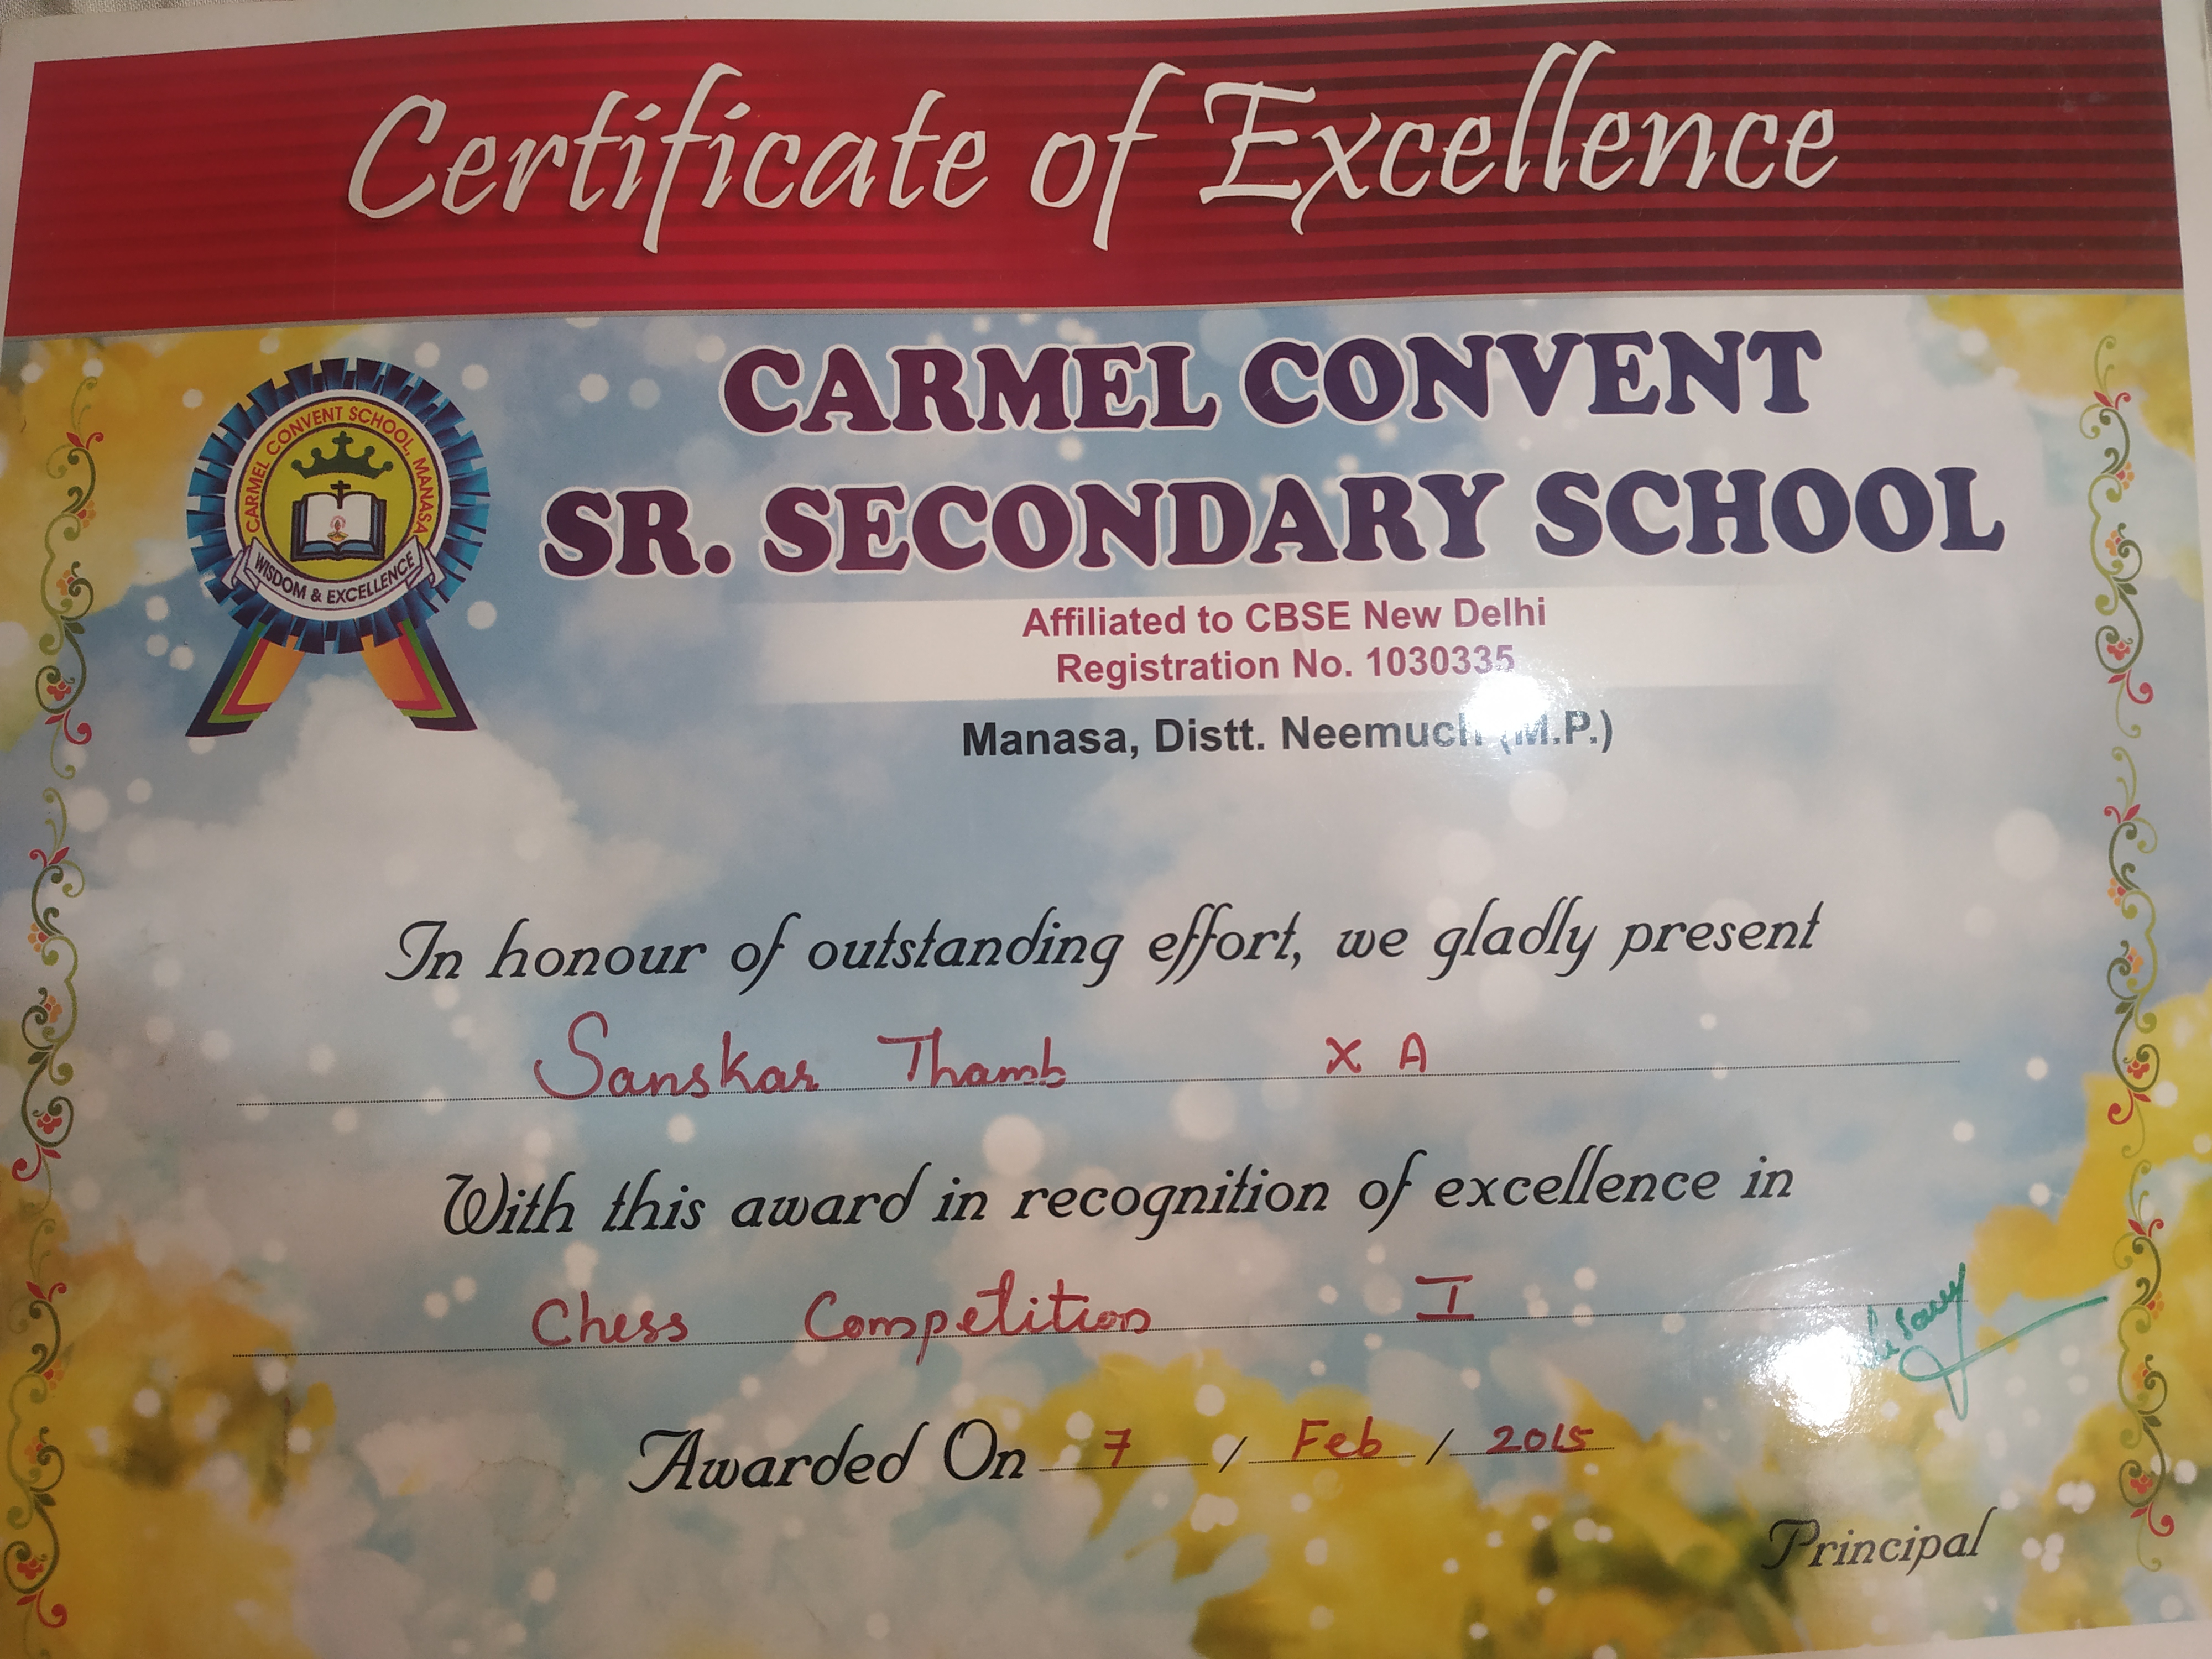 Certificate of Excellence
CARMEL CONVENT
SR. SECONDARY SCHOOL
CARMEL CONVENT SCHOOL, MANASA
WISDOM & EXCELLENCE
Affiliated to CBSE New Delhi
Registration No. 1030335
Manasa, Distt. Neemuch (M.P.)
In honour of outstanding effort, we gladly present
Sanskar Thamb X A
With this award in recognition of excellence in
Chess Competition I
Awarded On 7 / Feb / 2015
Principal